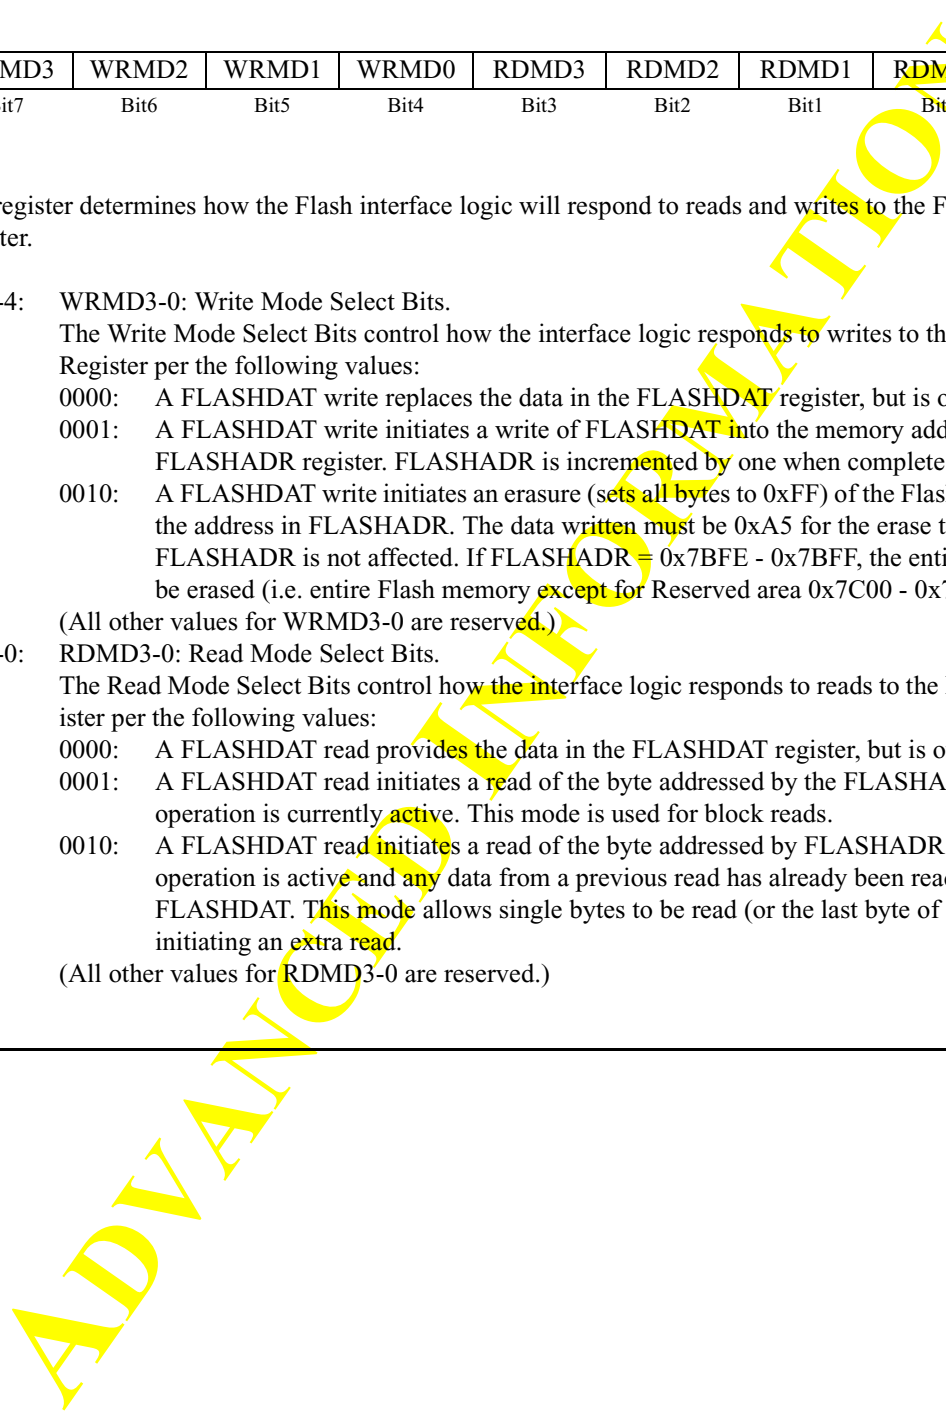 MD3 WRMD2 WRMD1 WRMD0 RDMD3 RDMD2 RDMD1 RDM
it7 Bit6 Bit5 Bit4 Bit3 Bit2 Bit1 Bit
register determines how the Flash interface logic will respond to reads and writes to the F
ter.
-4: WRMD3-0: Write Mode Select Bits.
The Write Mode Select Bits control how the interface logic responds to writes to th
Register per the following values:
0000: A FLASHDAT write replaces the data in the FLASHDAT register, but is o
0001: A FLASHDAT write initiates a write of FLASHDAT into the memory add
FLASHADR register. FLASHADR is incremented by one when complete
0010: A FLASHDAT write initiates an erasure (sets all bytes to 0xFF) of the Flas
the address in FLASHADR. The data written must be 0xA5 for the erase t
FLASHADR is not affected. If FLASHADR = 0x7BFE - 0x7BFF, the enti
be erased (i.e. entire Flash memory except for Reserved area 0x7C00 - 0x7
(All other values for WRMD3-0 are reserved.)
-0: RDMD3-0: Read Mode Select Bits.
The Read Mode Select Bits control how the interface logic responds to reads to the
ister per the following values:
0000: A FLASHDAT read provides the data in the FLASHDAT register, but is o
0001: A FLASHDAT read initiates a read of the byte addressed by the FLASHA
operation is currently active. This mode is used for block reads.
0010: A FLASHDAT read initiates a read of the byte addressed by FLASHADR
operation is active and any data from a previous read has already been rea
FLASHDAT. This mode allows single bytes to be read (or the last byte of
initiating an extra read.
(All other values for RDMD3-0 are reserved.)
ADVANCED INFORMATION